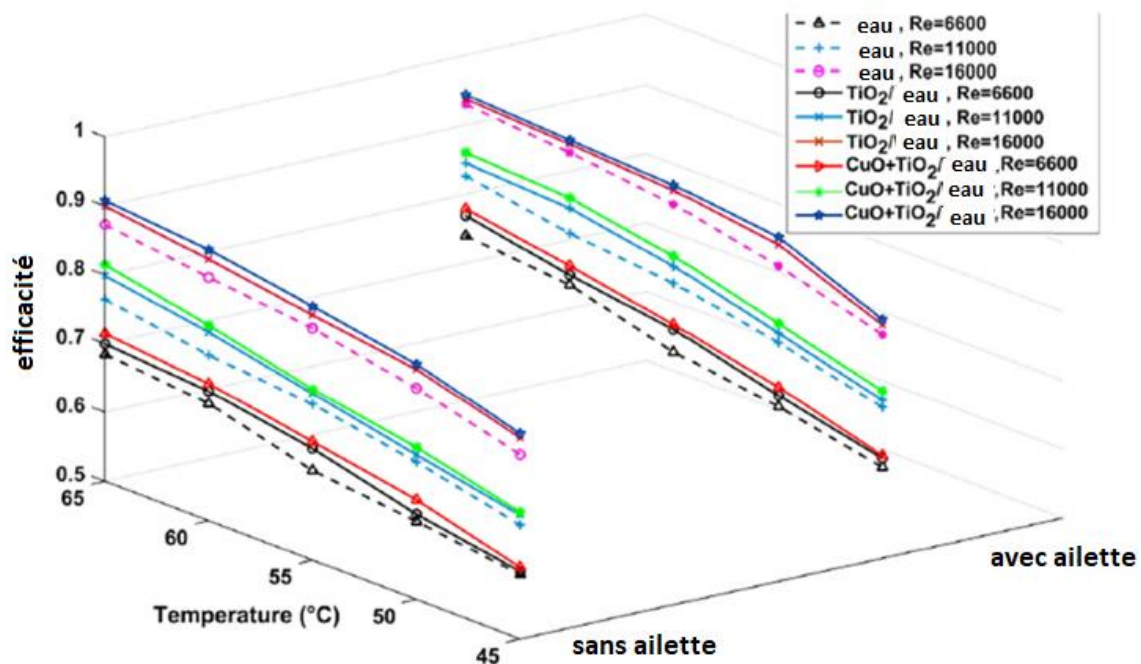 eau , Re=6600
eau , Re=11000
eau , Re=16000
TiO2/ eau , Re=6600
TiO2/ eau , Re=11000
TiO2/ eau , Re=16000
CuO+TiO2/ eau ,Re=6600
CuO+TiO2/ eau ,Re=11000
CuO+TiO2/ eau ,Re=16000
efficacité
1
0.9
0.8
0.7
0.6
0.5
65
60
55
50
45
Temperature (°C)
sans ailette
avec ailette